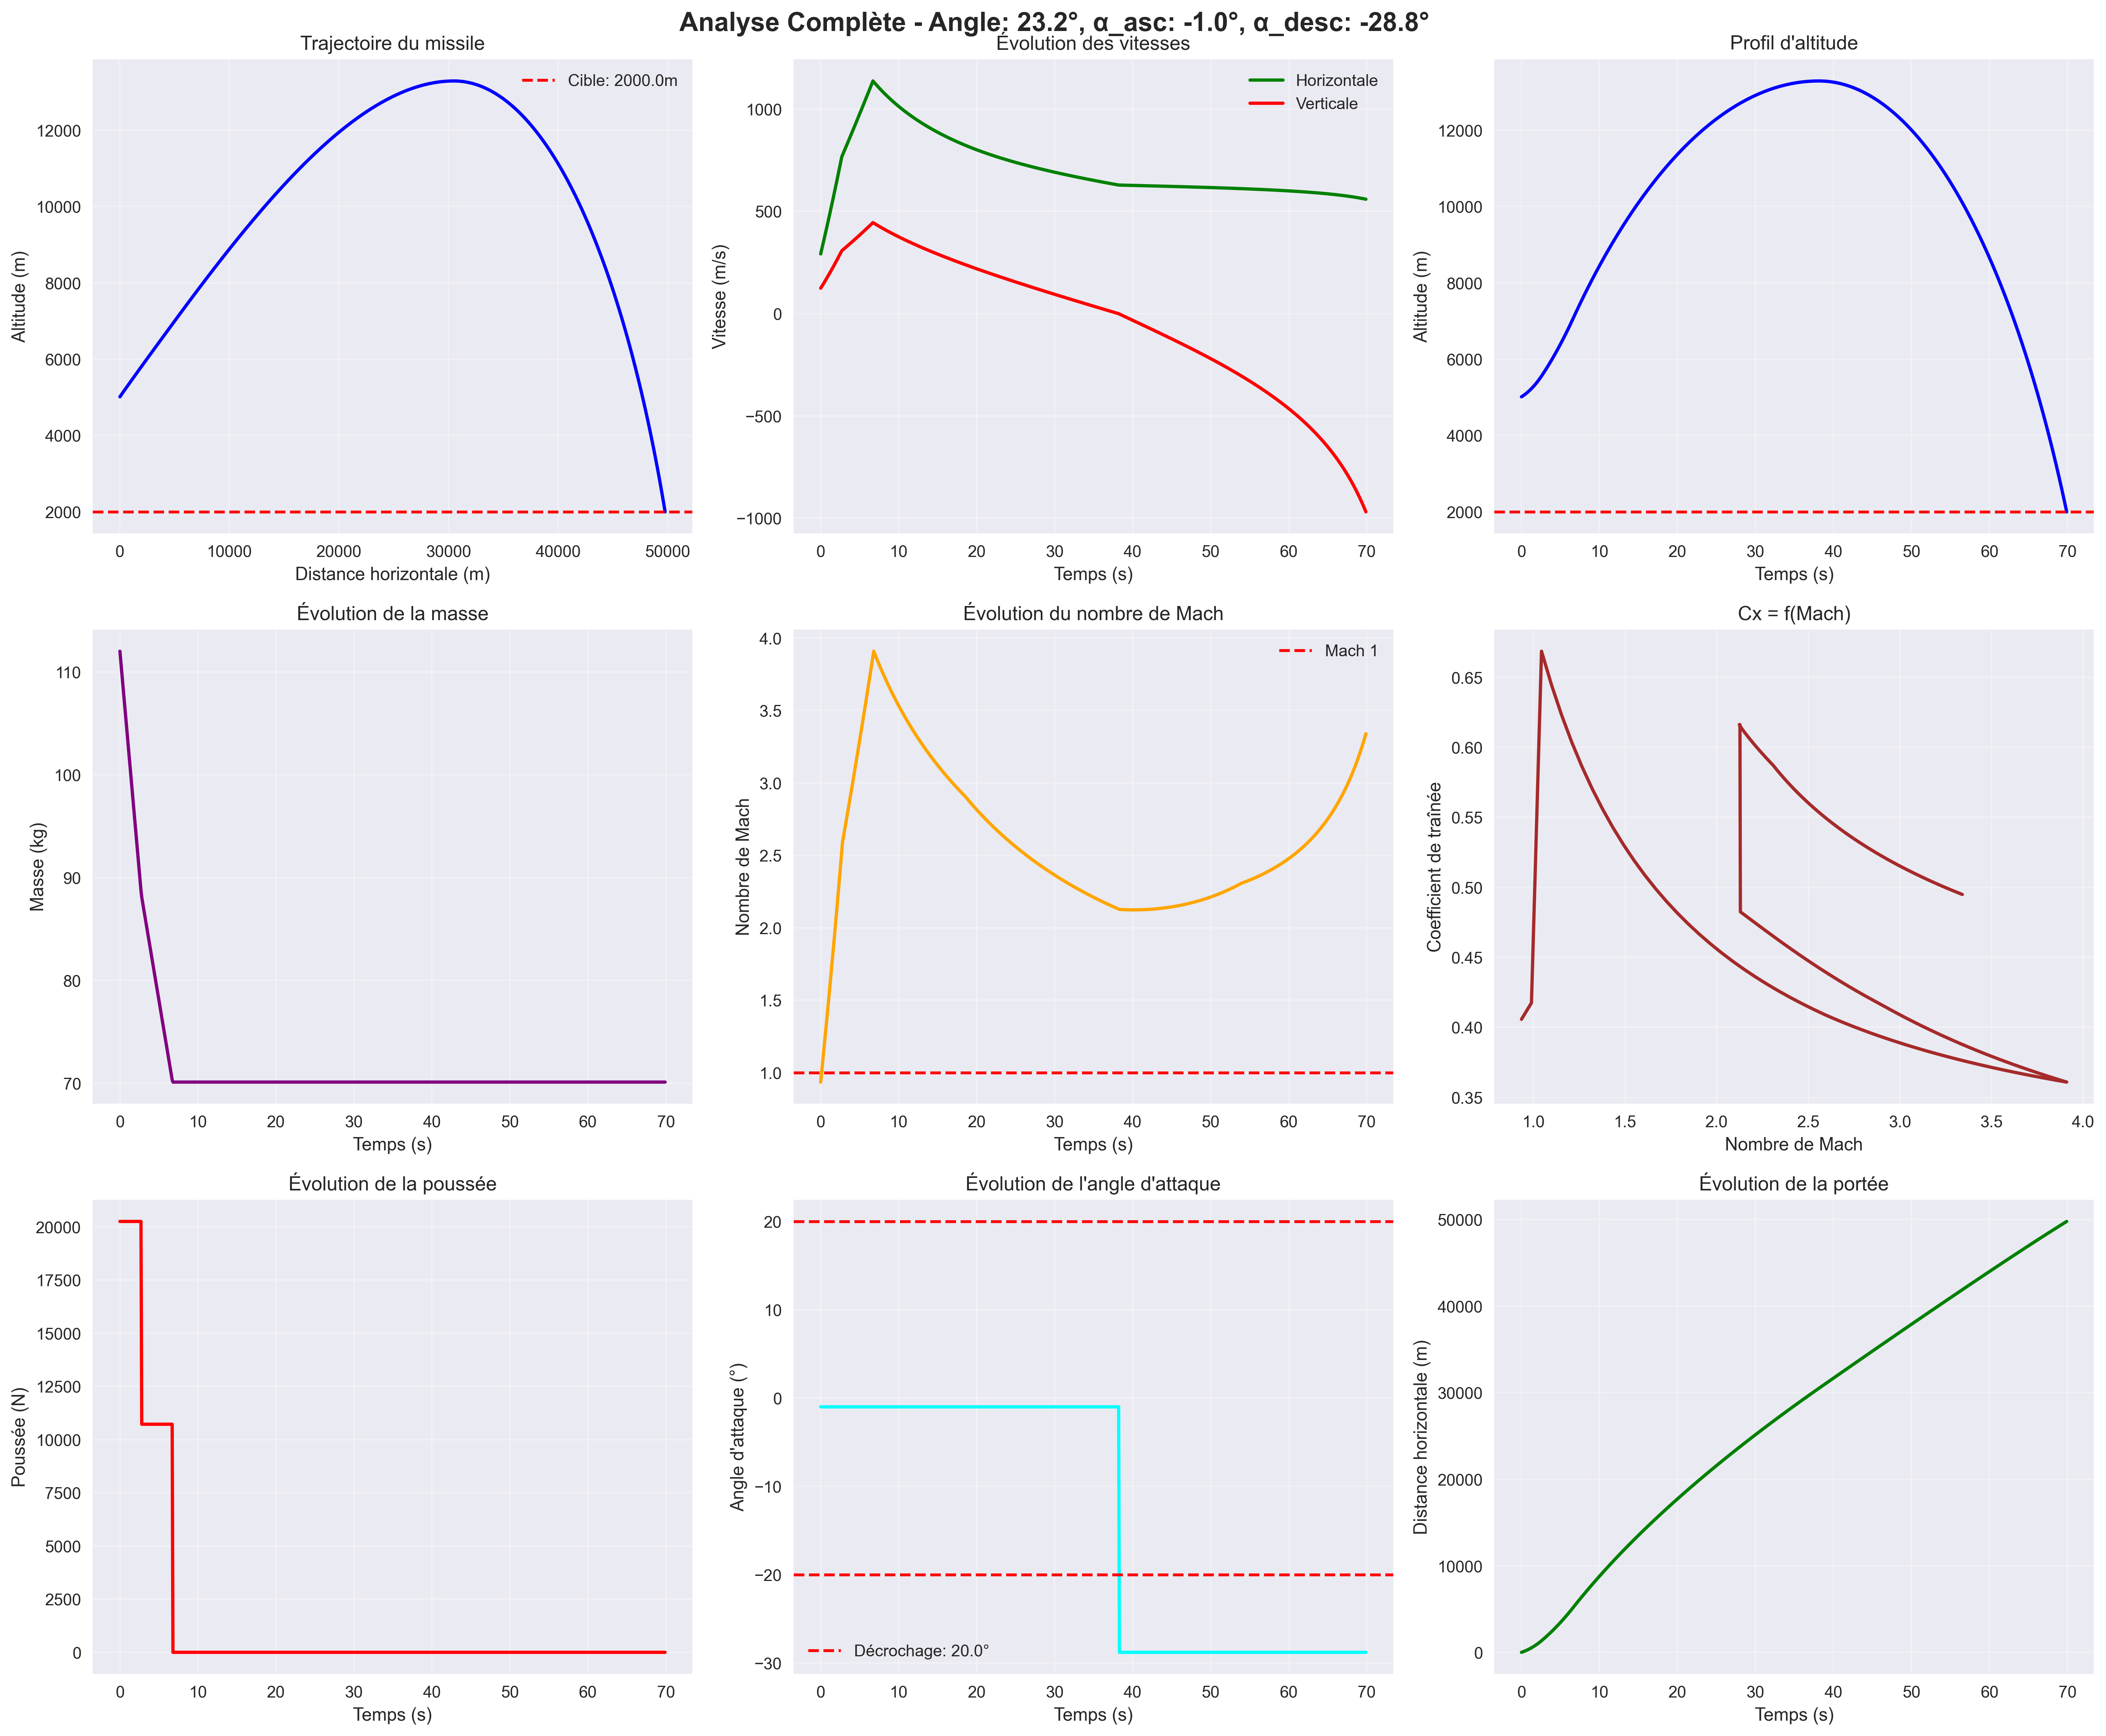 Analyse Complète - Angle: 23.2°, α_asc: -1.0°, α_desc: -28.8°
Trajectoire du missile
Altitude (m)
12000
10000
8000
6000
4000
2000
Cible: 2000.0m
0 10000 20000 30000 40000 50000
Distance horizontale (m)
Évolution des vitesses
Vitesse (m/s)
1000
500
0
−500
−1000
Horizontale
Verticale
0 10 20 30 40 50 60 70
Temps (s)
Profil d'altitude
Altitude (m)
12000
10000
8000
6000
4000
2000
0 10 20 30 40 50 60 70
Temps (s)
Évolution de la masse
Masse (kg)
110
100
90
80
70
0 10 20 30 40 50 60 70
Temps (s)
Évolution du nombre de Mach
Nombre de Mach
4.0
3.5
3.0
2.5
2.0
1.5
1.0
Mach 1
0 10 20 30 40 50 60 70
Temps (s)
Cx = f(Mach)
Coefficient de traînée
0.65
0.60
0.55
0.50
0.45
0.40
0.35
1.0 1.5 2.0 2.5 3.0 3.5 4.0
Nombre de Mach
Évolution de la poussée
Poussée (N)
20000
17500
15000
12500
10000
7500
5000
2500
0
0 10 20 30 40 50 60 70
Temps (s)
Évolution de l'angle d'attaque
Angle d'attaque (°)
20
10
0
−10
−20
−30
Décrochage: 20.0°
0 10 20 30 40 50 60 70
Temps (s)
Évolution de la portée
Distance horizontale (m)
50000
40000
30000
20000
10000
0
0 10 20 30 40 50 60 70
Temps (s)